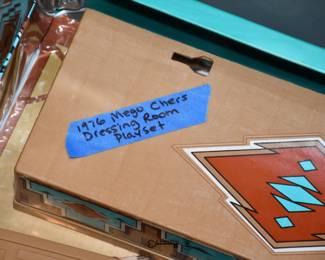 1976 Mego Chers
Dressing Room
Playset